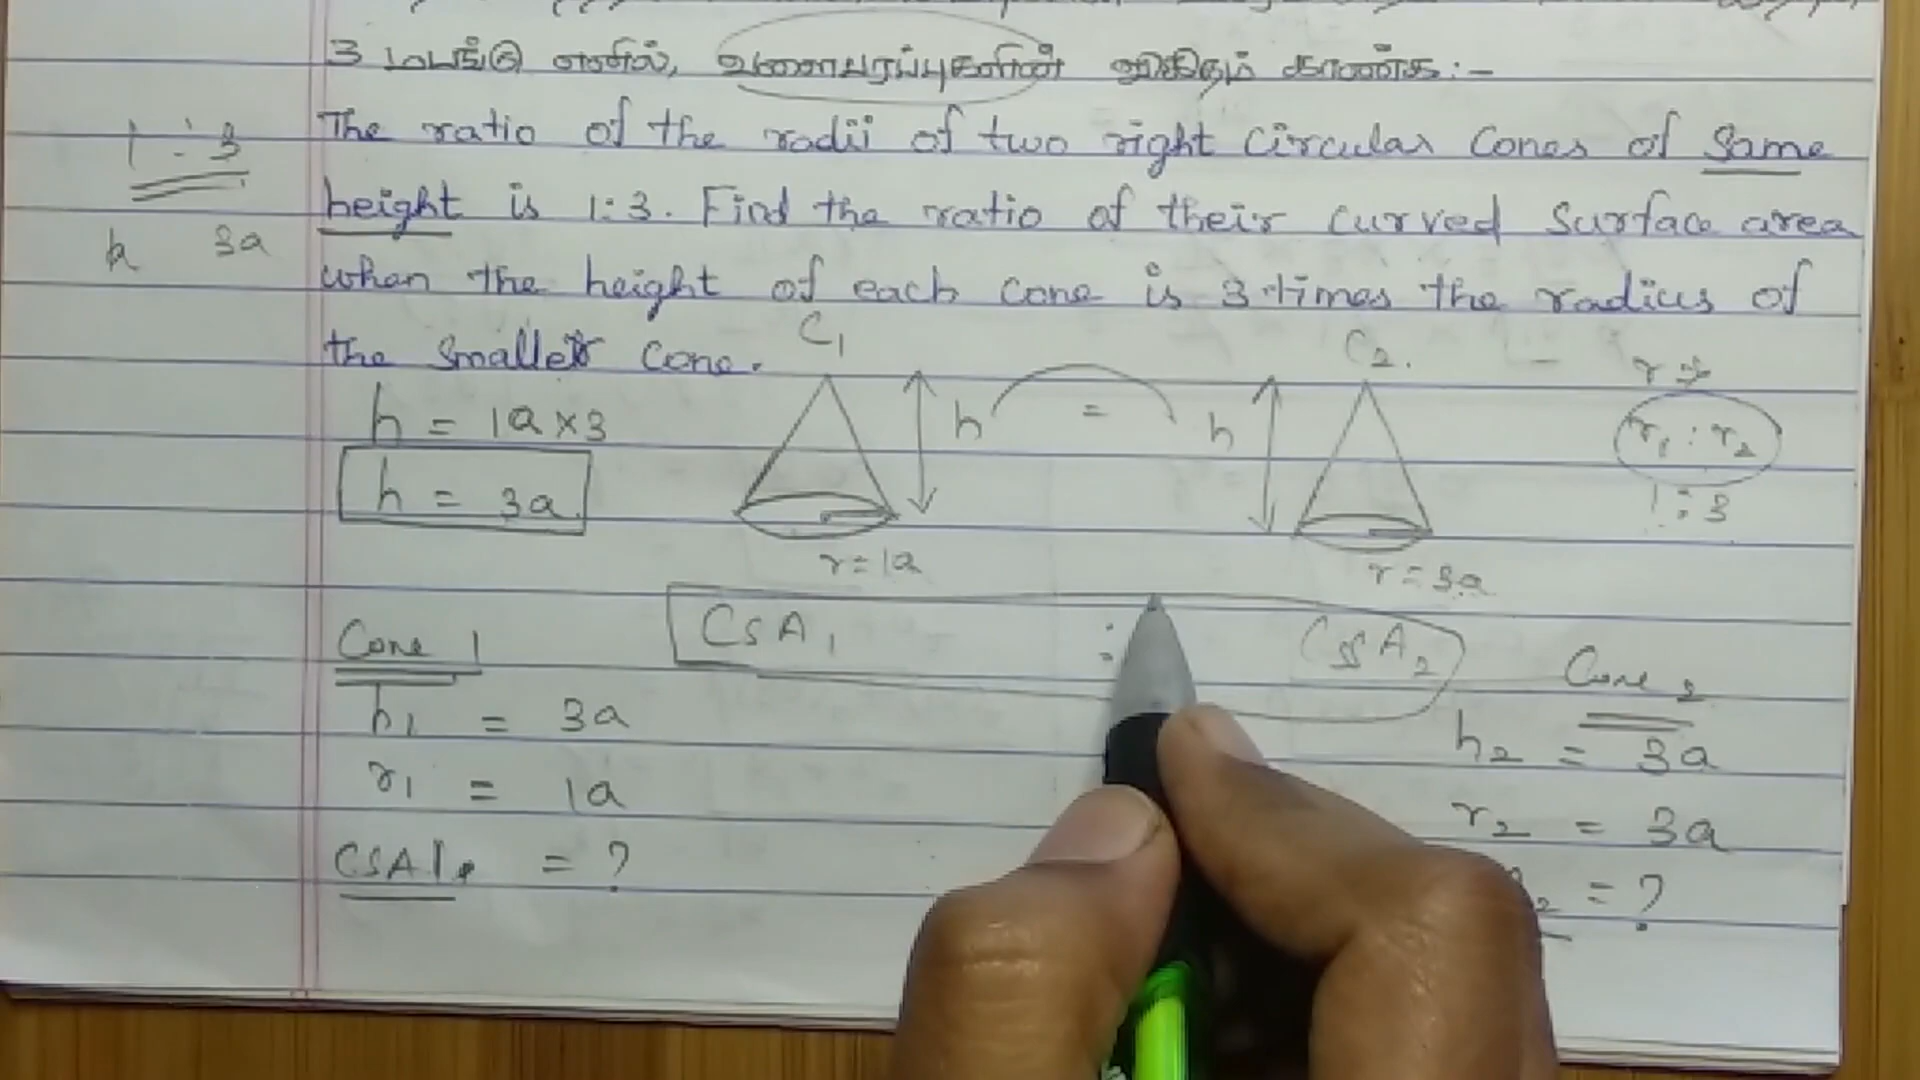 3 மடங்கு எனில், வளைபரப்புகளின் விகிதம் காண்க:-
The ratio of the radii of two right circular cones of same
height is 1:3. Find the ratio of their curved surface area
when the height of each cone is 3 times the radius of
the smaller cone.
1 : 3
3a
h = 1a x 3
h = 3a
C1
h
=
h
C2.
r = 1a
r = 3a
r
r1 : r2
1 : 3
CSA1 : CSA2
Cone 1
h1 = 3a
r1 = 1a
CSA1 = ?
Cone 2
h2 = 3a
r2 = 3a
2 = ?